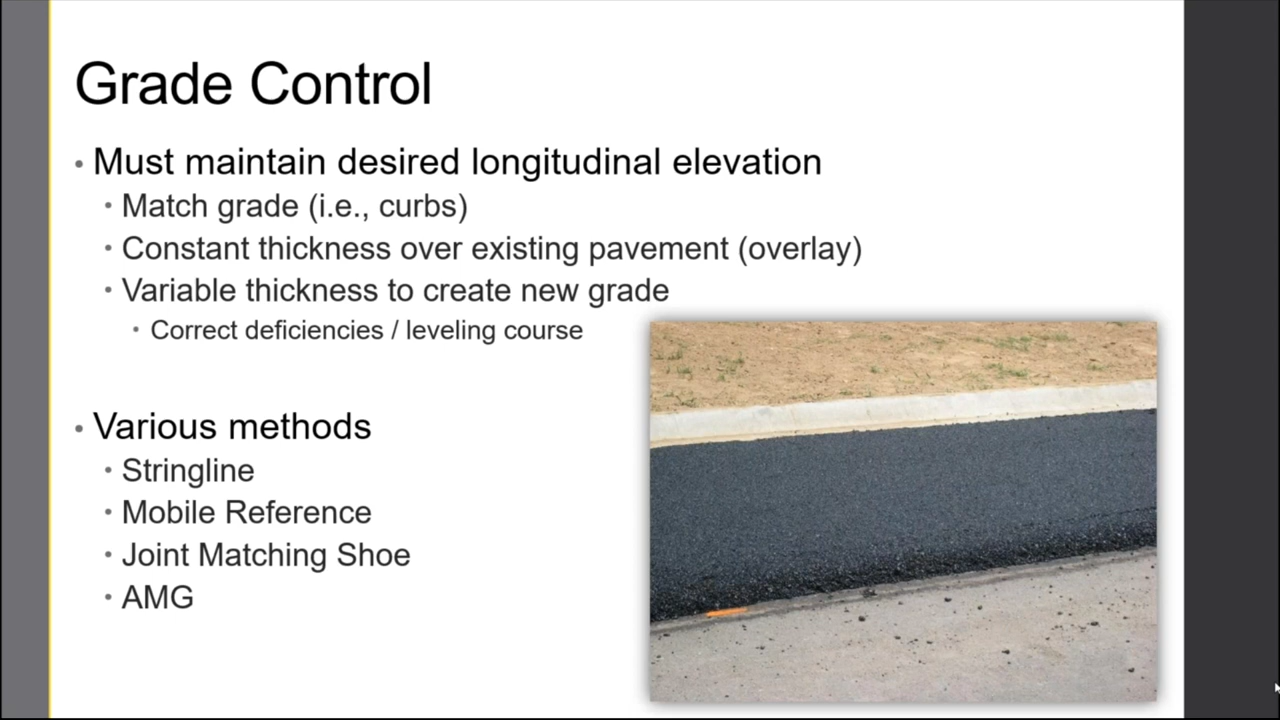 Grade Control
• Must maintain desired longitudinal elevation
• Match grade (i.e., curbs)
• Constant thickness over existing pavement (overlay)
• Variable thickness to create new grade
• Correct deficiencies / leveling course
• Various methods
• Stringline
• Mobile Reference
• Joint Matching Shoe
• AMG